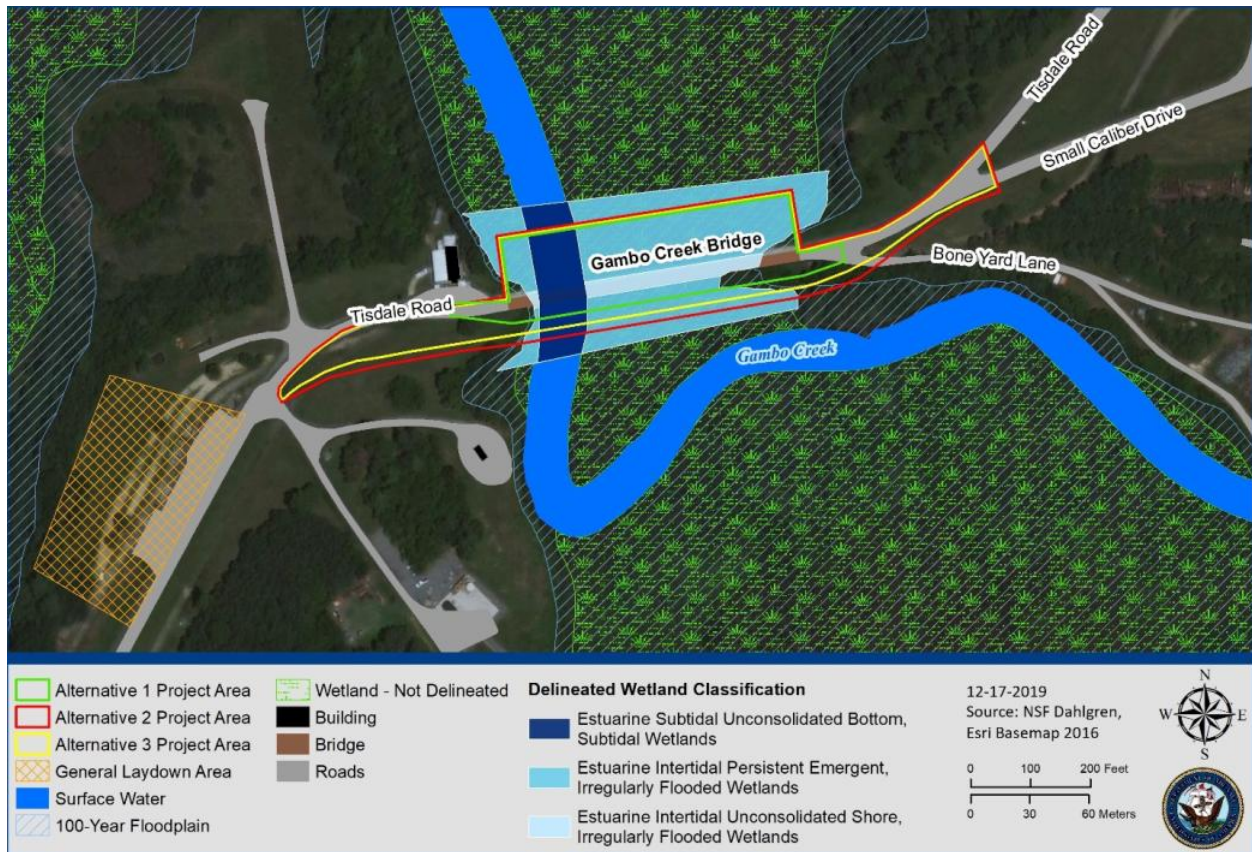 Tisdale Road
Small Caliber Drive
Gambo Creek Bridge
Bone Yard Lane
Tisdale Road
Gambo Creek
Alternative 1 Project Area
Alternative 2 Project Area
Alternative 3 Project Area
General Laydown Area
Surface Water
100-Year Floodplain
Wetland - Not Delineated
Building
Bridge
Roads
Delineated Wetland Classification
Estuarine Subtidal Unconsolidated Bottom,
Subtidal Wetlands
Estuarine Intertidal Persistent Emergent,
Irregularly Flooded Wetlands
Estuarine Intertidal Unconsolidated Shore,
Irregularly Flooded Wetlands
12-17-2019
Source: NSF Dahlgren,
Esri Basemap 2016
0 100 200 Feet
0 30 60 Meters
N
W E
S